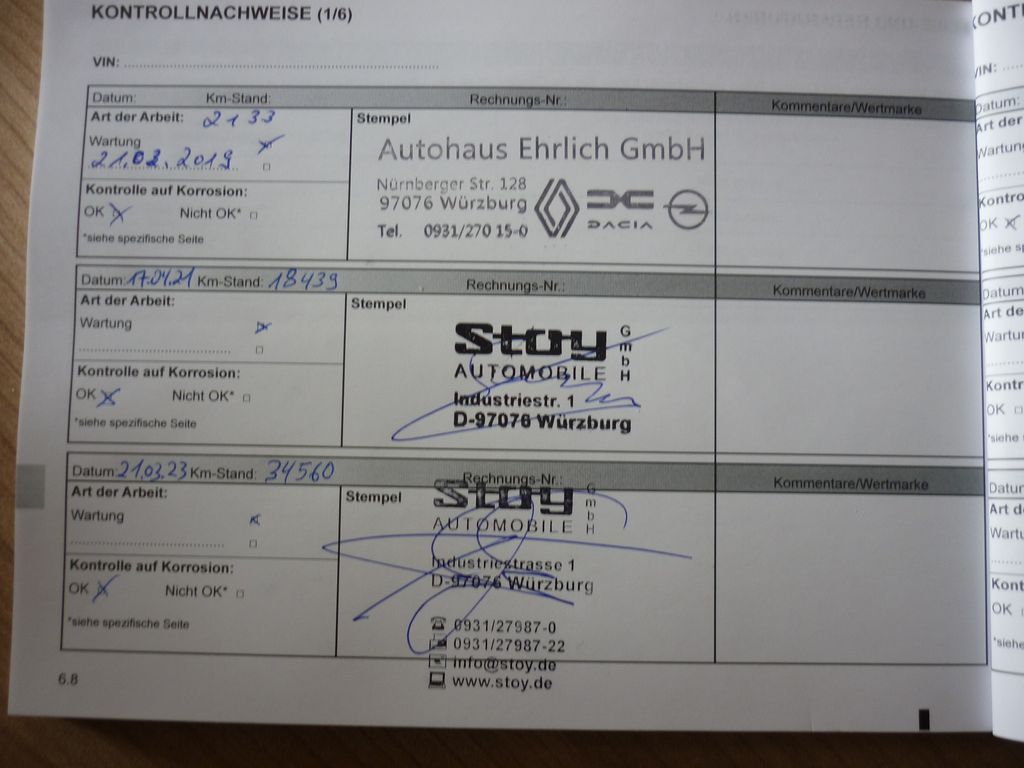 KONTROLLNACHWEISE (1/6)
VIN: ......................................................................
Datum: Km-Stand: Rechnungs-Nr.: Kommentare/Wertmarke
Art der Arbeit: 2133
Stempel
Wartung
21.02.2019
Kontrolle auf Korrosion:
OK Nicht OK*
*siehe spezifische Seite
Autohaus Ehrlich GmbH
Nürnberger Str. 128
97076 Würzburg
Tel. 0931/270 15-0
DACIA
Datum: 17.04.21 Km-Stand: 18439 Rechnungs-Nr.: Kommentare/Wertmarke
Art der Arbeit:
Stempel
Wartung
Kontrolle auf Korrosion:
OK Nicht OK*
*siehe spezifische Seite
Stoy GmbH
AUTOMOBILE
Industriestr. 1
D-97076 Würzburg
Datum: 21.03.23 Km-Stand: 34560 Rechnungs-Nr.: Kommentare/Wertmarke
Art der Arbeit:
Stempel
Wartung
Kontrolle auf Korrosion:
OK Nicht OK*
*siehe spezifische Seite
Stoy GmbH
AUTOMOBILE
Industriestrasse 1
D-97076 Würzburg
0931/27987-0
0931/27987-22
info@stoy.de
www.stoy.de
6.8